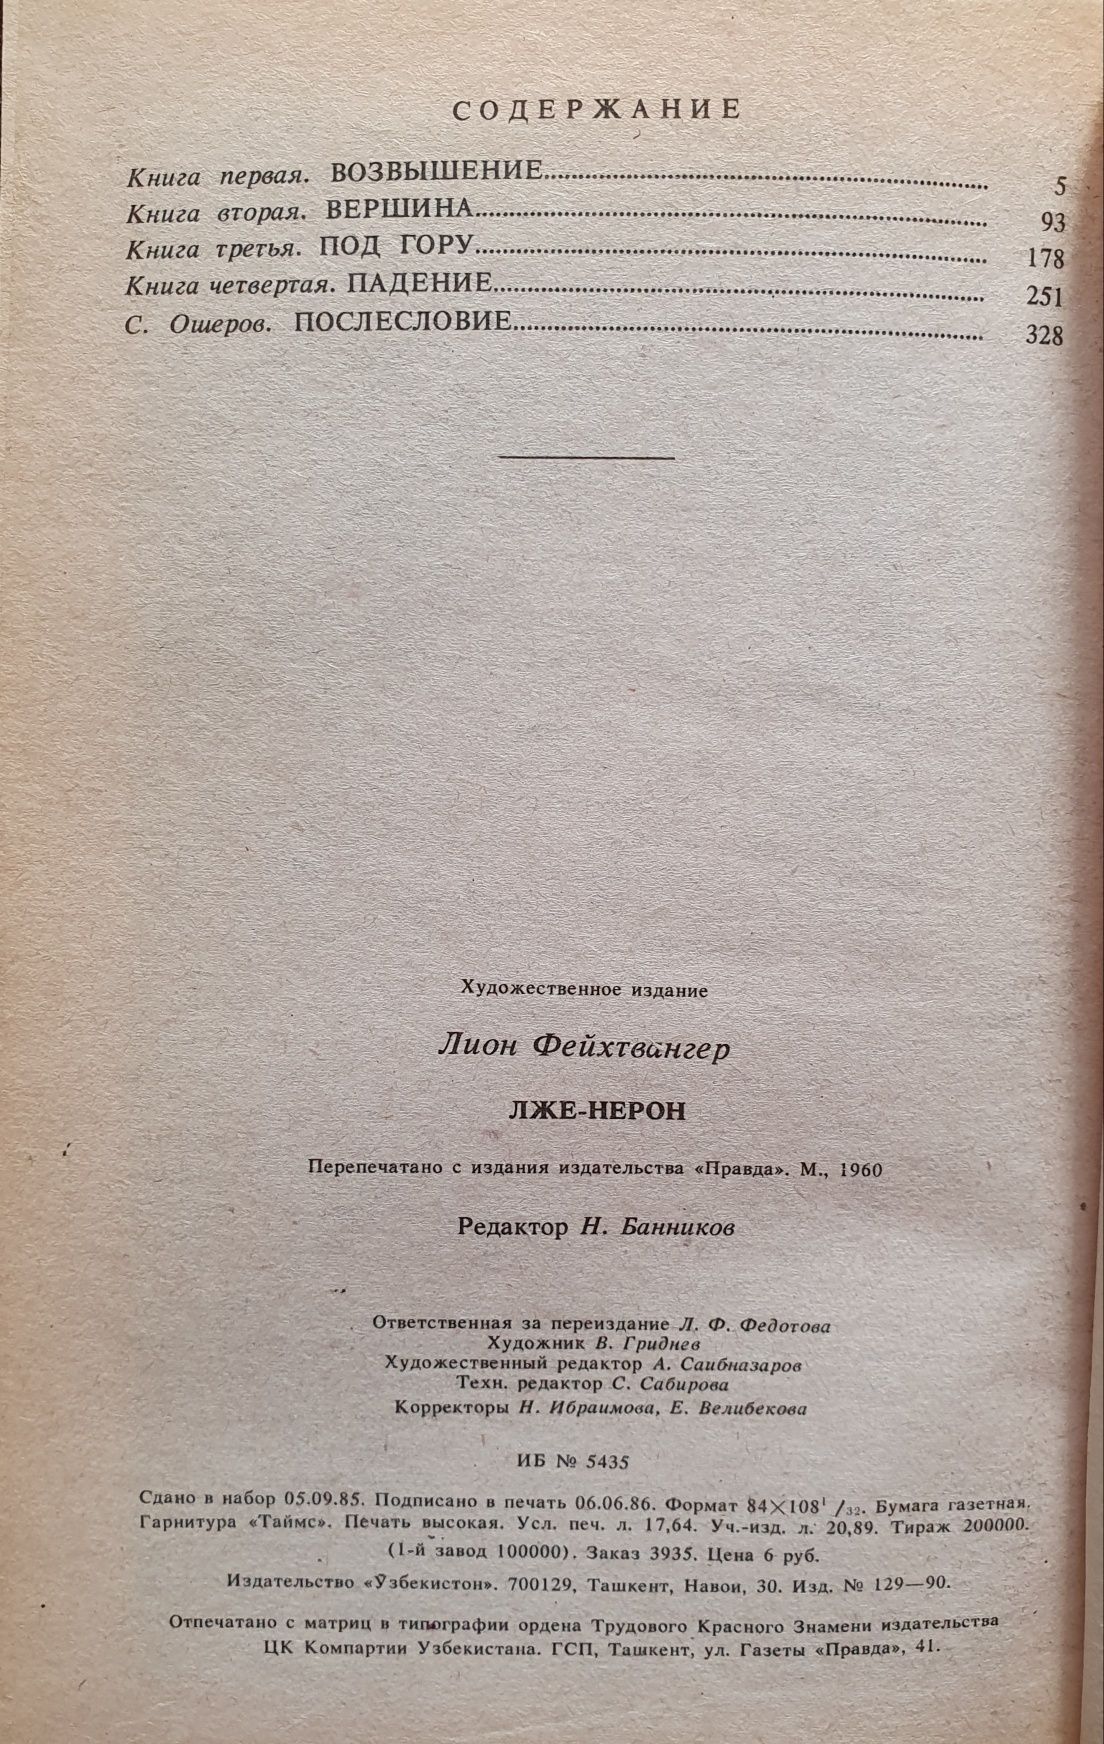 СОДЕРЖАНИЕ
Книга первая. ВОЗВЫШЕНИЕ........................ 5
Книга вторая. ВЕРШИНА........................ 93
Книга третья. ПОД ГОРУ........................ 178
Книга четвертая. ПАДЕНИЕ........................ 251
С. Ошеров. ПОСЛЕСЛОВИЕ........................ 328
Художественное издание
Лион Фейхтвангер
ЛЖЕ-НЕРОН
Перепечатано с издания издательства «Правда». М., 1960
Редактор Н. Банников
Ответственная за переиздание Л. Ф. Федотова
Художник В. Гриднев
Художественный редактор А. Саибназаров
Техн. редактор С. Сабирова
Корректоры Н. Ибраимова, Е. Велибекова
ИБ № 5435
Сдано в набор 05.09.85. Подписано в печать 06.06.86. Формат 84×108¹/₃₂. Бумага газетная.
Гарнитура «Таймс». Печать высокая. Усл. печ. л. 17,64. Уч.-изд. л. 20,89. Тираж 200000.
(1-й завод 100000). Заказ 3935. Цена 6 руб.
Издательство «Ўзбекистон». 700129, Ташкент, Навои, 30. Изд. № 129—90.
Отпечатано с матриц в типографии ордена Трудового Красного Знамени издательства
ЦК Компартии Узбекистана. ГСП, Ташкент, ул. Газеты «Правда», 41.